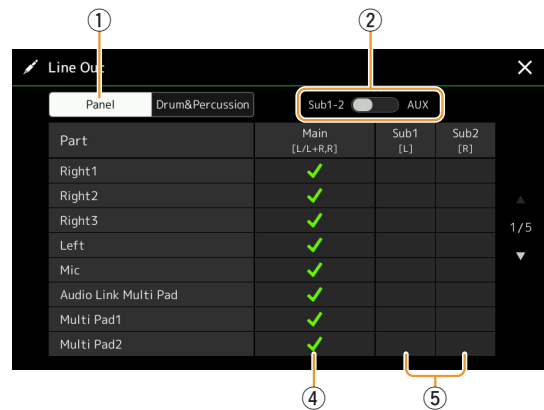 ① ②
Line Out
Panel Drum&Percussion Sub1-2 AUX
Part Main Sub1 Sub2
[L/L+R,R] [L] [R]
Right1
Right2
Right3
1/5
Left
Mic
Audio Link Multi Pad
Multi Pad1
Multi Pad2
④ ⑤